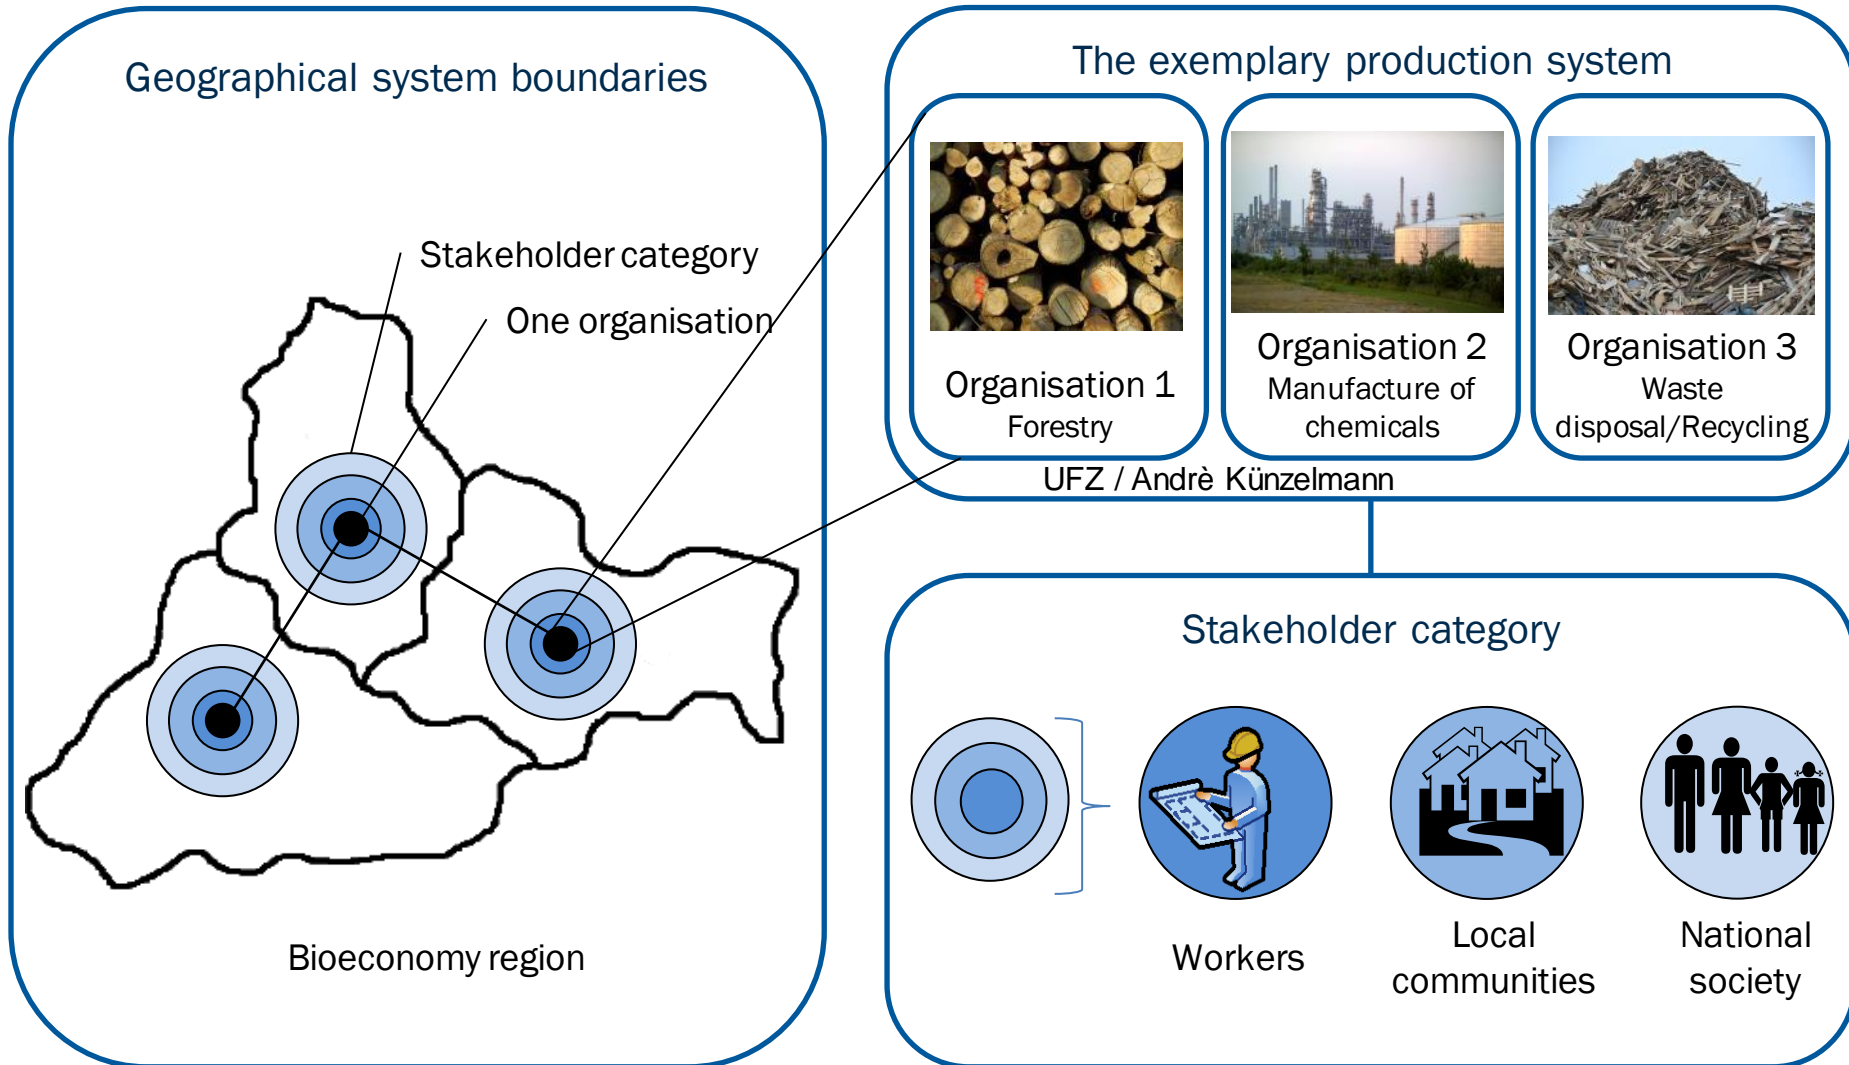 Geographical system boundaries
Stakeholder category
One organisation
Bioeconomy region
The exemplary production system
Organisation 1
Forestry
Organisation 2
Manufacture of
chemicals
Organisation 3
Waste
disposal/Recycling
UFZ / Andrè Künzelmann
Stakeholder category
Workers
Local
communities
National
society